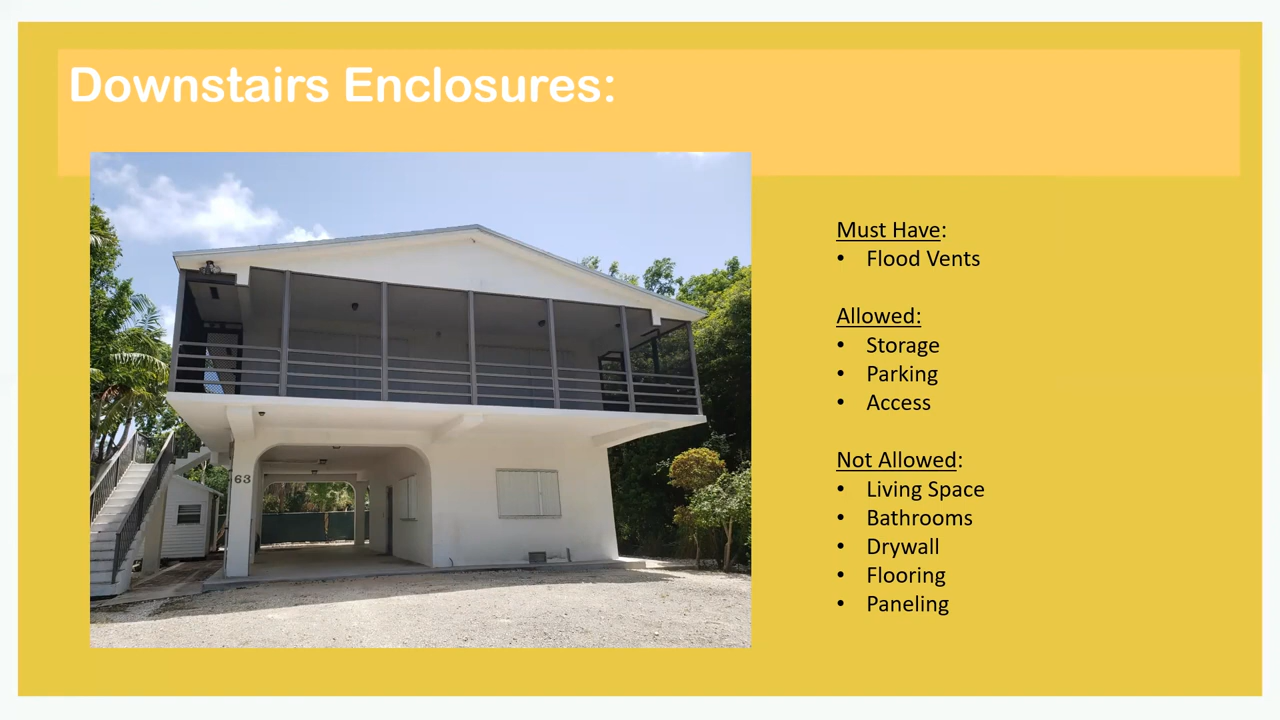 Downstairs Enclosures:
63
Must Have:
• Flood Vents
Allowed:
• Storage
• Parking
• Access
Not Allowed:
• Living Space
• Bathrooms
• Drywall
• Flooring
• Paneling